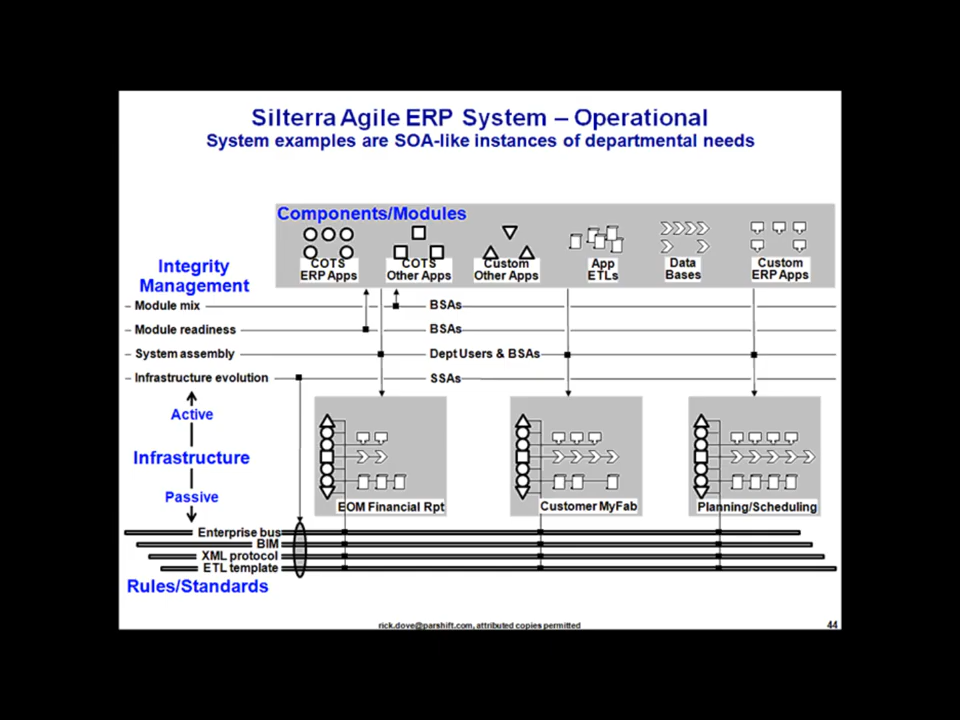 Silterra Agile ERP System – Operational
System examples are SOA-like instances of departmental needs
Components/Modules
COTS
ERP Apps
COTS
Other Apps
Custom
Other Apps
App
ETLs
Data
Bases
Custom
ERP Apps
Integrity
Management
Module mix
BSAs
Module readiness
BSAs
System assembly
Dept Users & BSAs
Infrastructure evolution
SSAs
Active
Infrastructure
Passive
EOM Financial Rpt
Customer MyFab
Planning/Scheduling
Enterprise bus
BIM
XML protocol
ETL template
Rules/Standards
rick.dove@parshift.com, attributed copies permitted
44